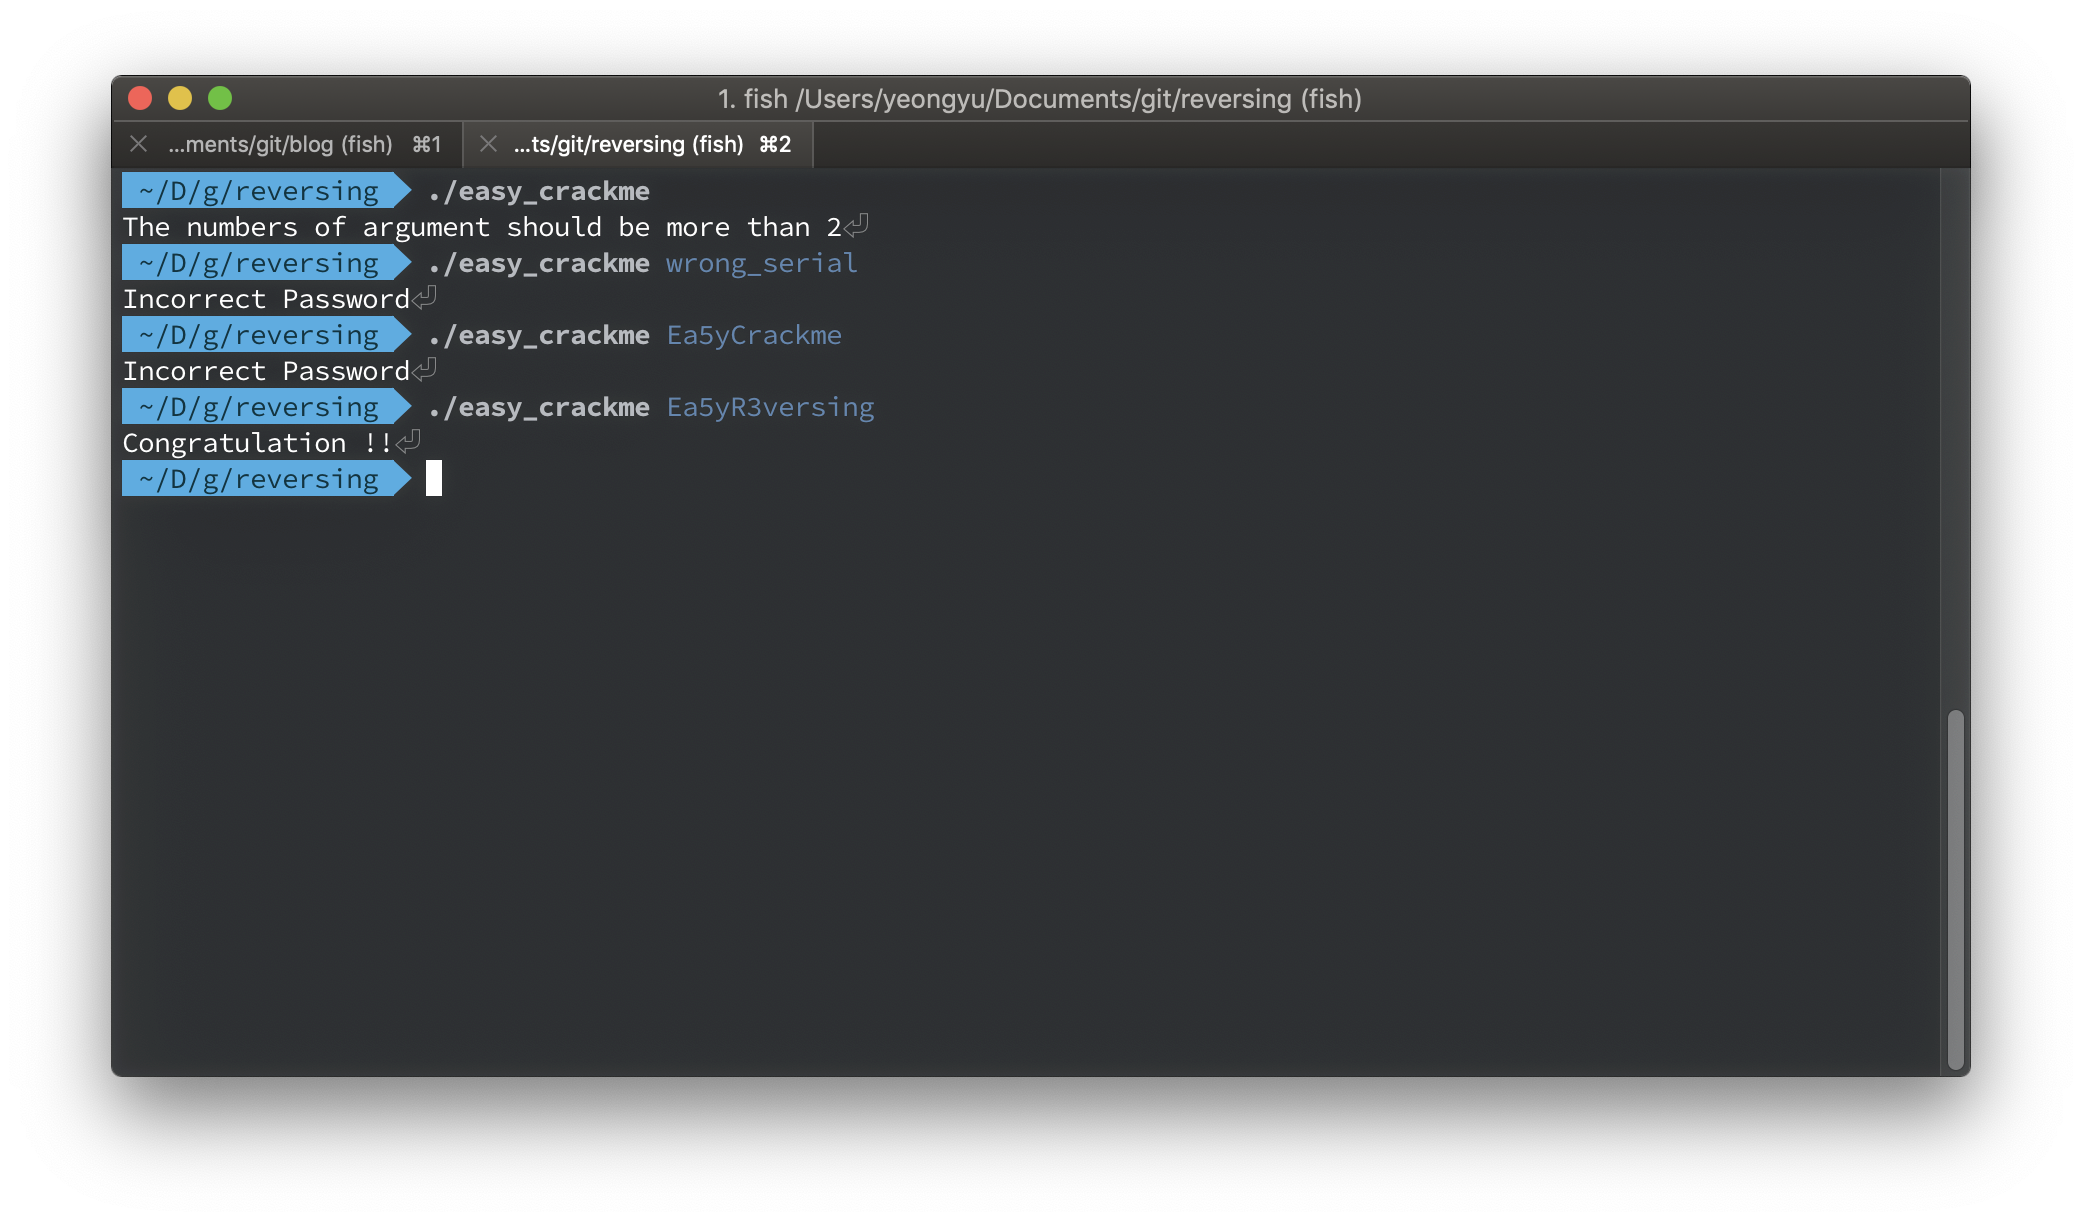 1. fish /Users/yeongyu/Documents/git/reversing (fish)
...ments/git/blog (fish) ⌘1 ...ts/git/reversing (fish) ⌘2
~/D/g/reversing ./easy_crackme
The numbers of argument should be more than 2⏎
~/D/g/reversing ./easy_crackme wrong_serial
Incorrect Password⏎
~/D/g/reversing ./easy_crackme Ea5yCrackme
Incorrect Password⏎
~/D/g/reversing ./easy_crackme Ea5yR3versing
Congratulation !!⏎
~/D/g/reversing